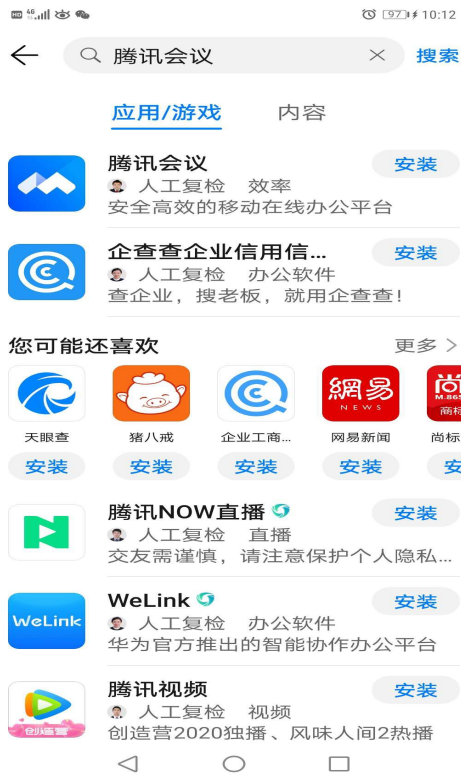 HD 4G 97 10:12
腾讯会议 搜索
应用/游戏 内容
腾讯会议 安装
人工复检 效率
安全高效的移动在线办公平台
企查查企业信用信... 安装
人工复检 办公软件
查企业，搜老板，就用企查查！
您可能还喜欢 更多
網易 尚
NEWS M.86
商标
天眼查 猪八戒 企业工商... 网易新闻 尚标
安装 安装 安装 安装 安
腾讯NOW直播 安装
人工复检 直播
交友需谨慎，请注意保护个人隐私...
WeLink 安装
WeLink
人工复检 办公软件
华为官方推出的智能协作办公平台
腾讯视频 安装
人工复检 视频
创造营
创造营2020独播、风味人间2热播